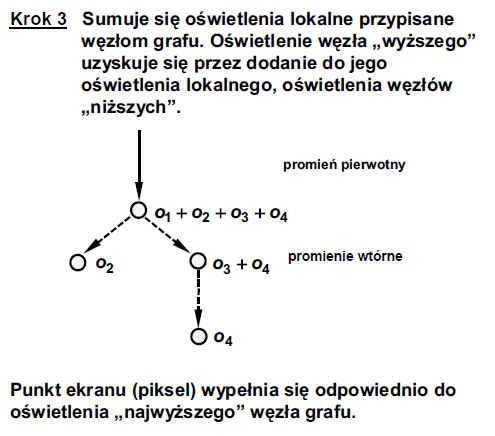 Krok 3 Sumuje się oświetlenia lokalne przypisane
węzłom grafu. Oświetlenie węzła „wyższego”
uzyskuje się przez dodanie do jego
oświetlenia lokalnego, oświetlenia węzłów
„niższych”.
promień pierwotny
o₁ + o₂ + o₃ + o₄
o₂
o₃ + o₄
promienie wtórne
o₄
Punkt ekranu (piksel) wypełnia się odpowiednio do
oświetlenia „najwyższego” węzła grafu.